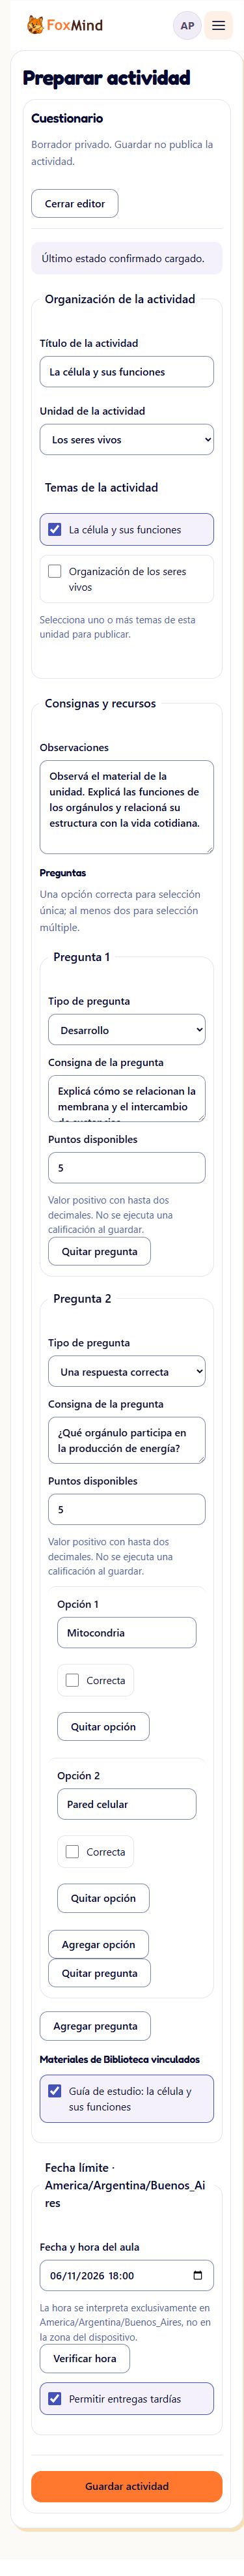 FoxMind
AP
Preparar actividad
Cuestionario
Borrador privado. Guardar no publica la
actividad.
Cerrar editor
Último estado confirmado cargado.
Organización de la actividad
Título de la actividad
La célula y sus funciones
Unidad de la actividad
Los seres vivos
Temas de la actividad
La célula y sus funciones
Organización de los seres
vivos
Selecciona uno o más temas de esta
unidad para publicar.
Consignas y recursos
Observaciones
Observá el material de la
unidad. Explicá las funciones de
los orgánulos y relacioná su
estructura con la vida cotidiana.
Preguntas
Una opción correcta para selección
única; al menos dos para selección
múltiple.
Pregunta 1
Tipo de pregunta
Desarrollo
Consigna de la pregunta
Explicá cómo se relacionan la
membrana y el intercambio
Puntos disponibles
5
Valor positivo con hasta dos
decimales. No se ejecuta una
calificación al guardar.
Quitar pregunta
Pregunta 2
Tipo de pregunta
Una respuesta correcta
Consigna de la pregunta
¿Qué orgánulo participa en
la producción de energía?
Puntos disponibles
5
Valor positivo con hasta dos
decimales. No se ejecuta una
calificación al guardar.
Opción 1
Mitocondria
Correcta
Quitar opción
Opción 2
Pared celular
Correcta
Quitar opción
Agregar opción
Quitar pregunta
Agregar pregunta
Materiales de Biblioteca vinculados
Guía de estudio: la célula y
sus funciones
Fecha límite ·
America/Argentina/Buenos_Ai
res
Fecha y hora del aula
06/11/2026 18:00
La hora se interpreta exclusivamente en
America/Argentina/Buenos_Aires, no en
la zona del dispositivo.
Verificar hora
Permitir entregas tardías
Guardar actividad